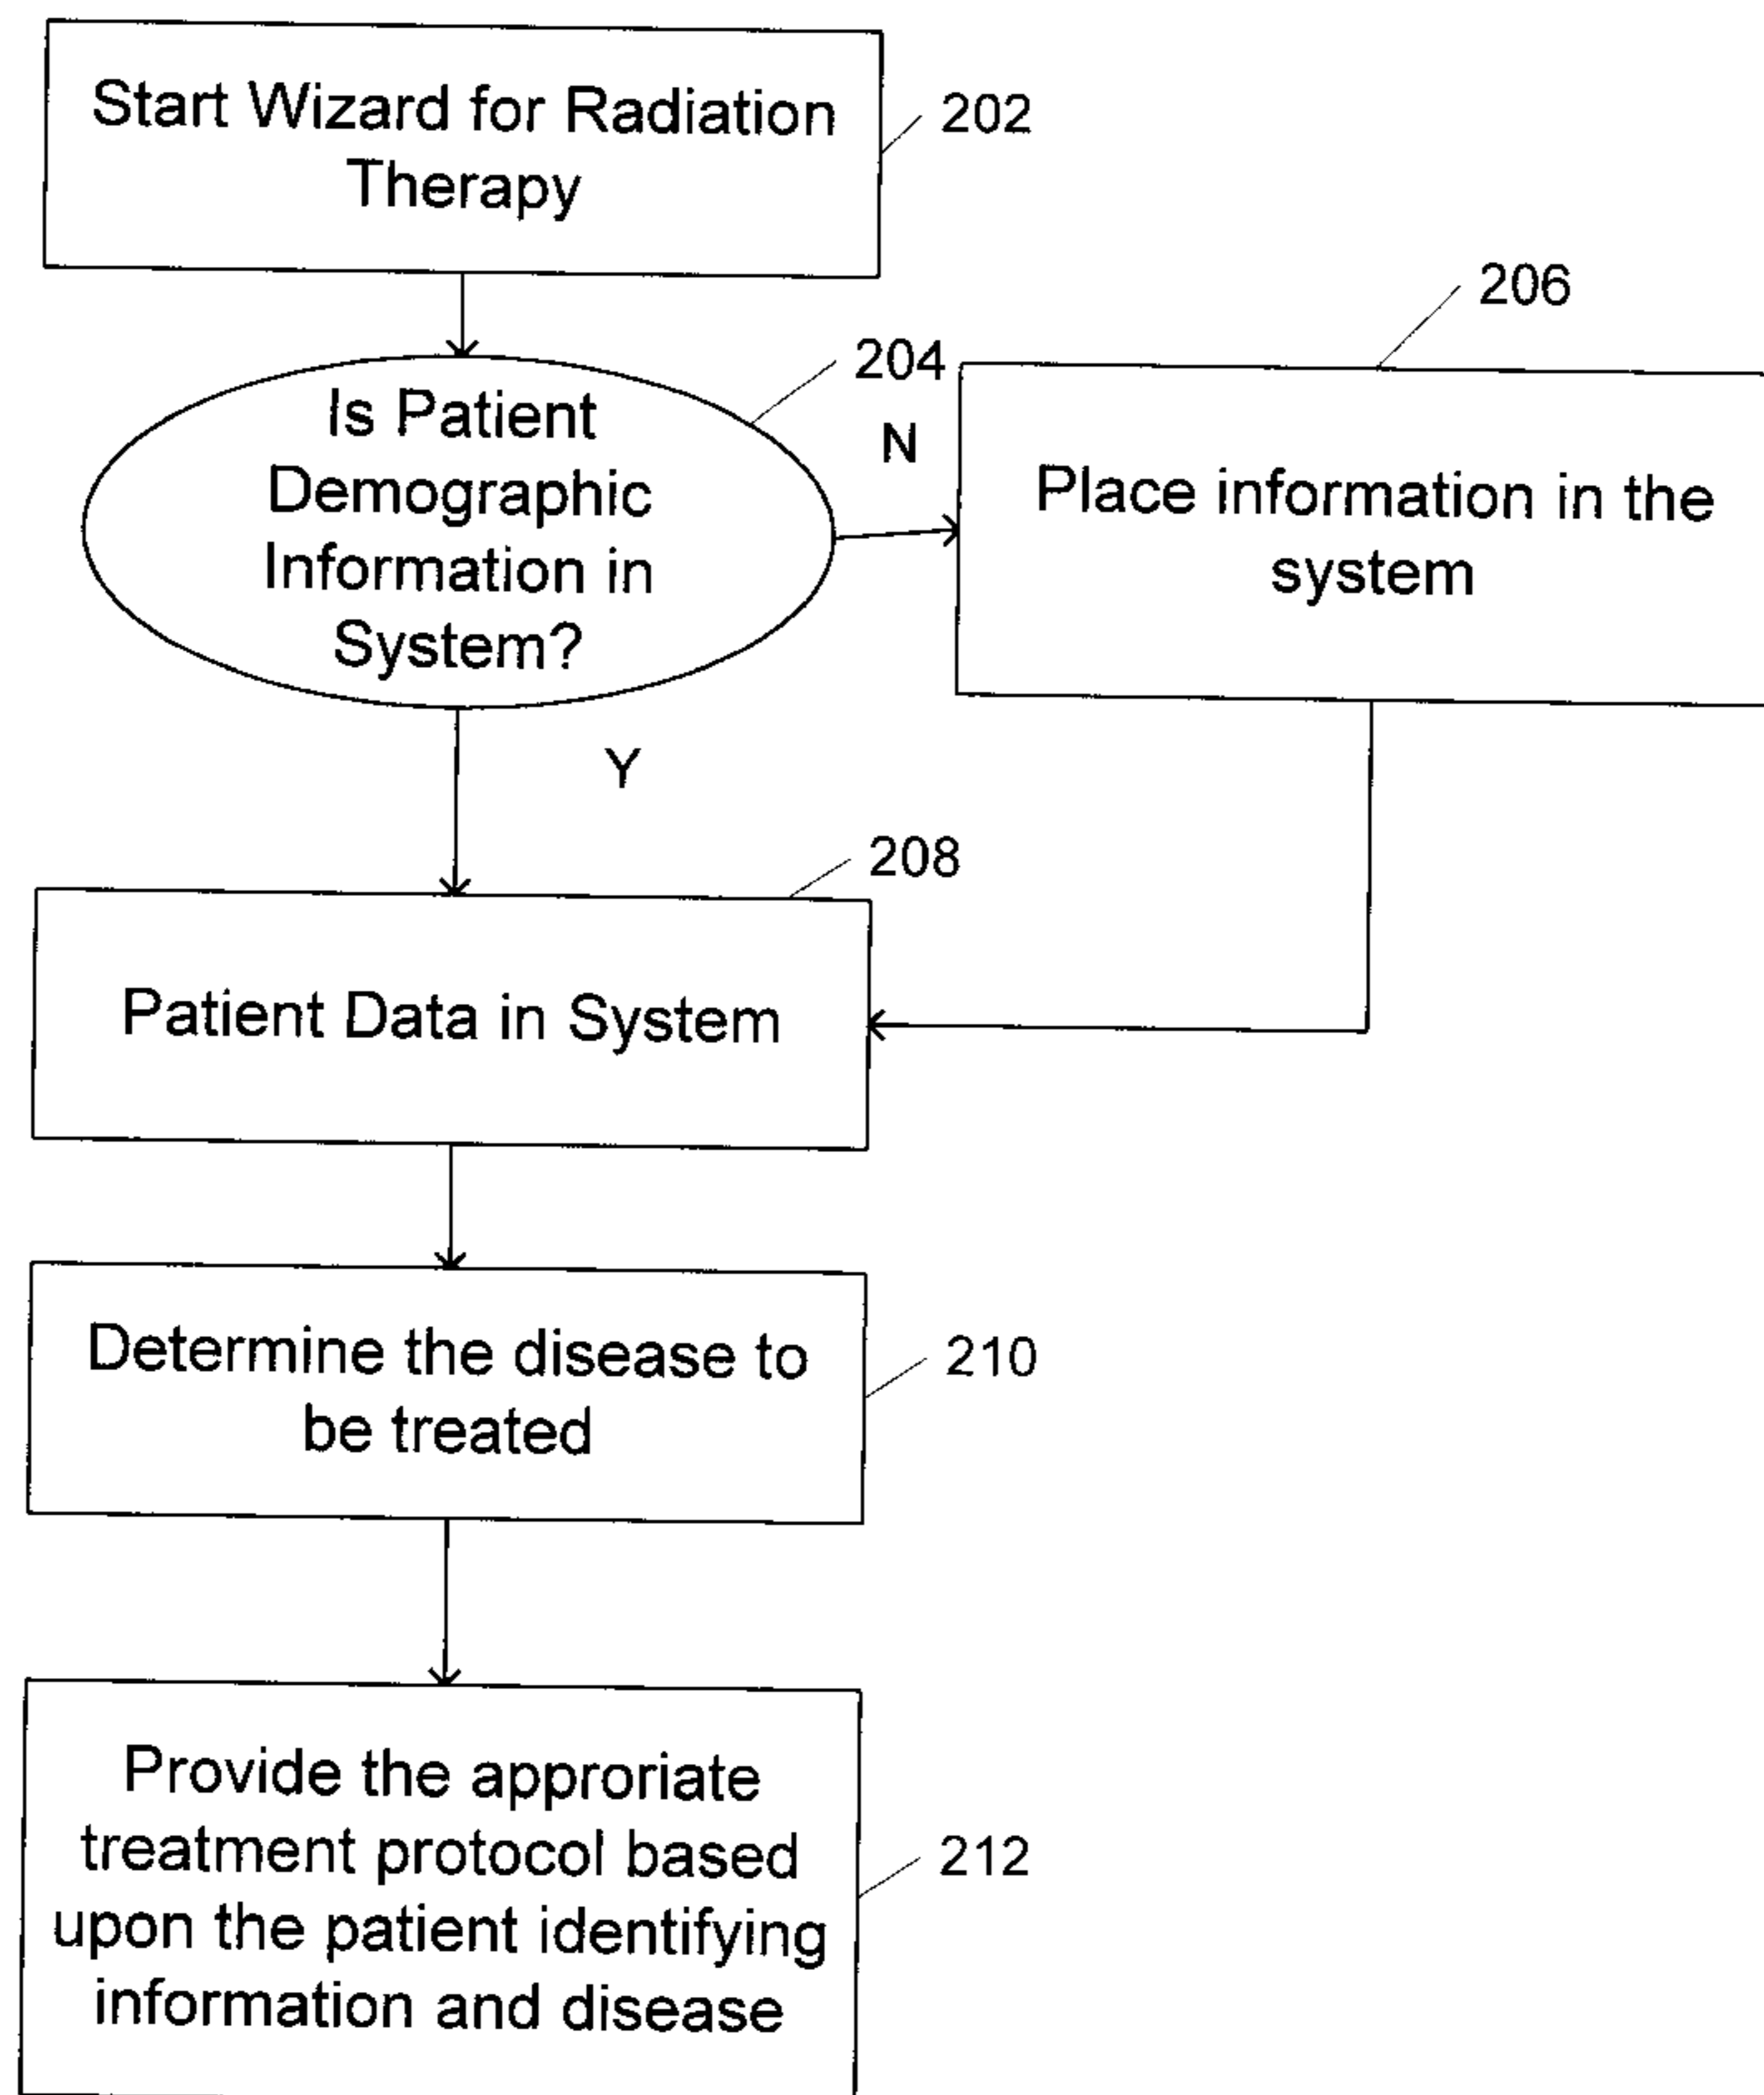 Start Wizard for Radiation
Therapy
202
206
204
Is Patient
Demographic
Information in
System?
N
Place information in the
system
Y
208
Patient Data in System
Determine the disease to
be treated
210
Provide the approriate
treatment protocol based
upon the patient identifying
information and disease
212